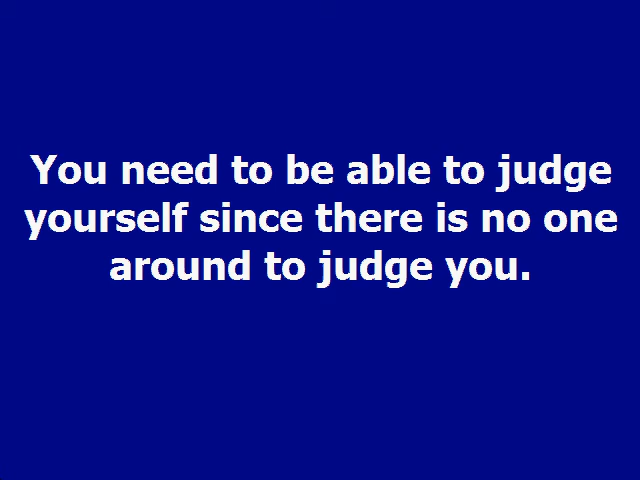 You need to be able to judge
yourself since there is no one
around to judge you.